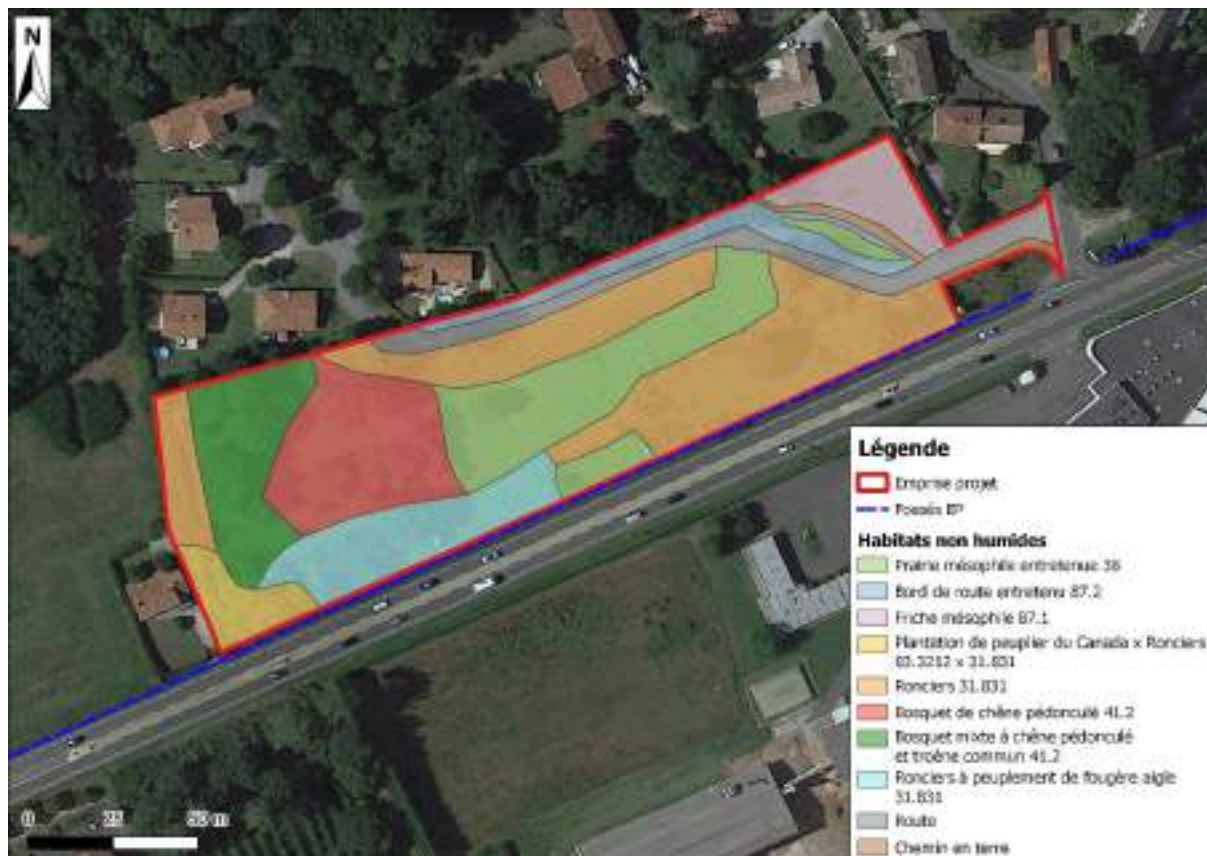 N
Légende
Emprise projet
Fossés EP
Habitats non humides
Prairie mésophile entretenue 38
Bord de route entretenu 87.2
Friche mésophile 87.1
Plantation de peuplier du Canada x Ronciers
83.3212 x 31.831
Ronciers 31.831
Bosquet de chêne pédonculé 41.2
Bosquet mixte à chêne pédonculé
et troène commun 41.2
Ronciers à peuplement de fougère aigle
31.831
Route
Chemin en terre
0 25 50 m